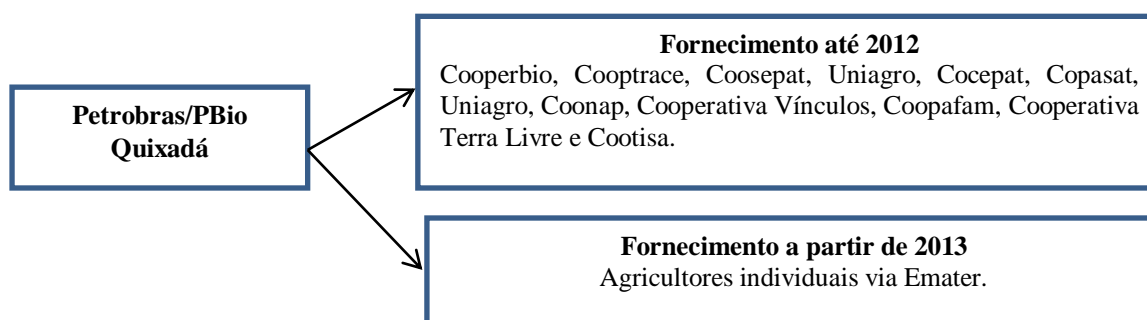 Petrobras/PBio
Quixadá
Fornecimento até 2012
Cooperbio, Cooptrace, Coosepat, Uniagro, Cocepat, Copasat,
Uniagro, Coonap, Cooperativa Vínculos, Coopafam, Cooperativa
Terra Livre e Cootisa.
Fornecimento a partir de 2013
Agricultores individuais via Emater.